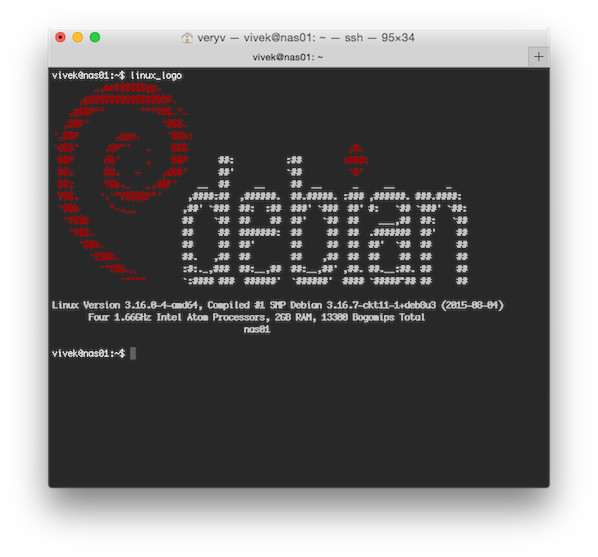 veryv — vivek@nas01: ~ — ssh — 95×34
vivek@nas01: ~
vivek@nas01:~$ linux_logo
debian
Linux Version 3.16.0-4-amd64, Compiled #1 SMP Debian 3.16.7-ckt11-1+deb8u3 (2015-08-04)
Four 1.66GHz Intel Atom Processors, 2GB RAM, 13300 Bogomips Total
nas01
vivek@nas01:~$